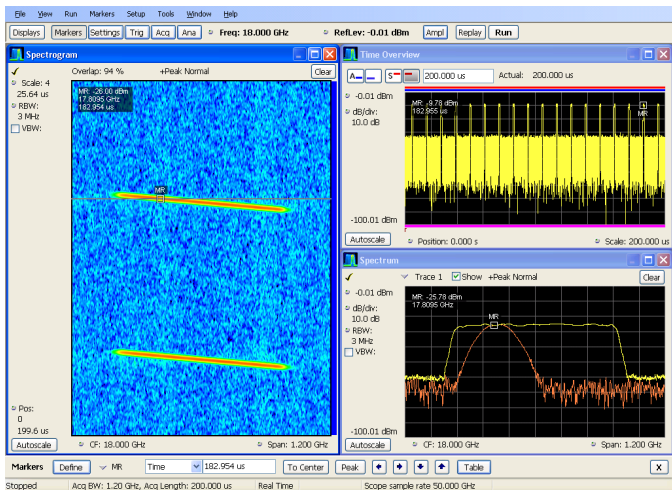 File View Run Markers Setup Tools Window Help
Displays Markers Settings Trig Acq Ana Freq: 18.000 GHz RefLev: -0.01 dBm Ampl Replay Run
Spectrogram
Overlap: 94 % +Peak Normal Clear
Scale: 4
25.64 us
RBW:
3 MHz
VBW:
MR: -26.00 dBm
17.8095 GHz
182.954 us
MR
Pos:
0
199.6 us
Autoscale CF: 18.000 GHz Span: 1.200 GHz
Time Overview
A 200.000 us Actual: 200.000 us
S
-0.01 dBm
dB/div:
10.0 dB
MR: -9.78 dBm
182.955 us
MR
-100.01 dBm
Autoscale Position: 0.000 s Scale: 200.000 us
Spectrum
Trace 1 Show +Peak Normal Clear
-0.01 dBm
dB/div:
10.0 dB
RBW:
3 MHz
VBW:
MR: -25.78 dBm
17.8095 GHz
MR
-100.01 dBm
Autoscale CF: 18.000 GHz Span: 1.200 GHz
Markers Define MR Time 182.954 us To Center Peak Table X
Stopped Acq BW: 1.20 GHz, Acq Length: 200.000 us Real Time Scope sample rate 50.000 GHz